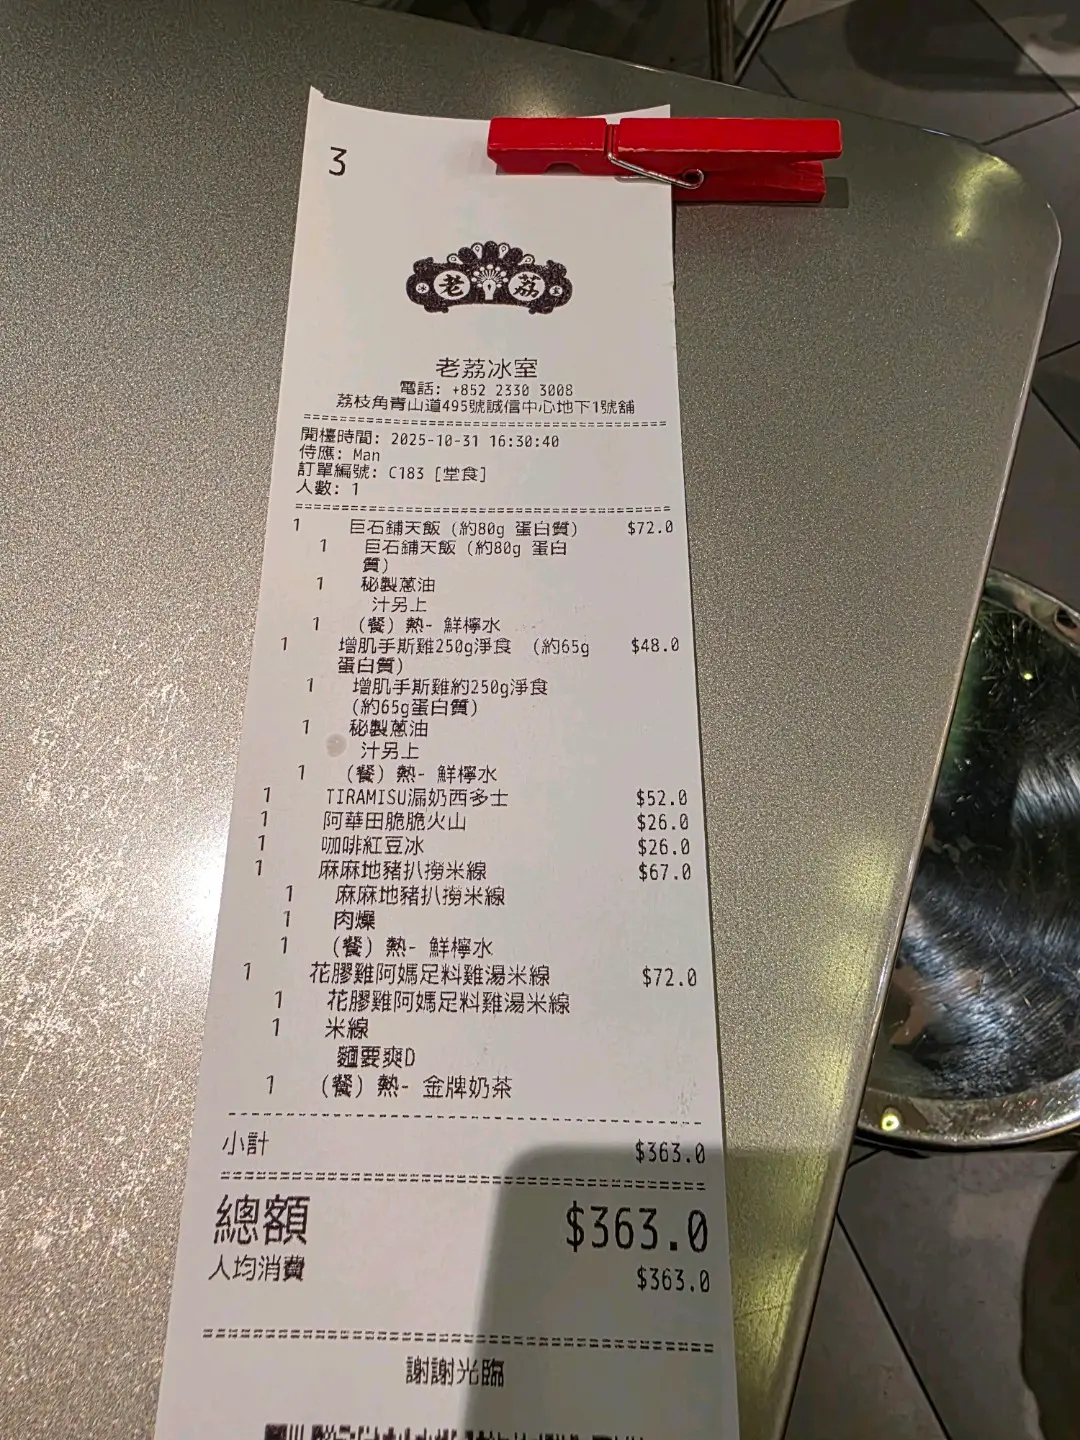 3
老荔
老荔冰室
電話: +852 2330 3008
荔枝角青山道495號誠信中心地下1號舖
開檯時間: 2025-10-31 16:30:40
侍應: Man
訂單編號: C183 [堂食]
人數: 1
1 巨石鋪天飯 (約80g 蛋白質) $72.0
1 巨石鋪天飯 (約80g 蛋白
質)
1 秘製蔥油
汁另上
1 (餐) 熱- 鮮檸水
1 增肌手斯雞250g淨食 (約65g $48.0
蛋白質)
1 增肌手斯雞約250g淨食
(約65g蛋白質)
1 秘製蔥油
汁另上
1 (餐) 熱- 鮮檸水
1 TIRAMISU漏奶西多士 $52.0
1 阿華田脆脆火山 $26.0
1 咖啡紅豆冰 $26.0
1 麻麻地豬扒撈米線 $67.0
1 麻麻地豬扒撈米線
1 肉燥
1 (餐) 熱- 鮮檸水
1 花膠雞阿媽足料雞湯米線 $72.0
1 花膠雞阿媽足料雞湯米線
1 米線
麵要爽D
1 (餐) 熱- 金牌奶茶
小計 $363.0
總額 $363.0
人均消費 $363.0
謝謝光臨